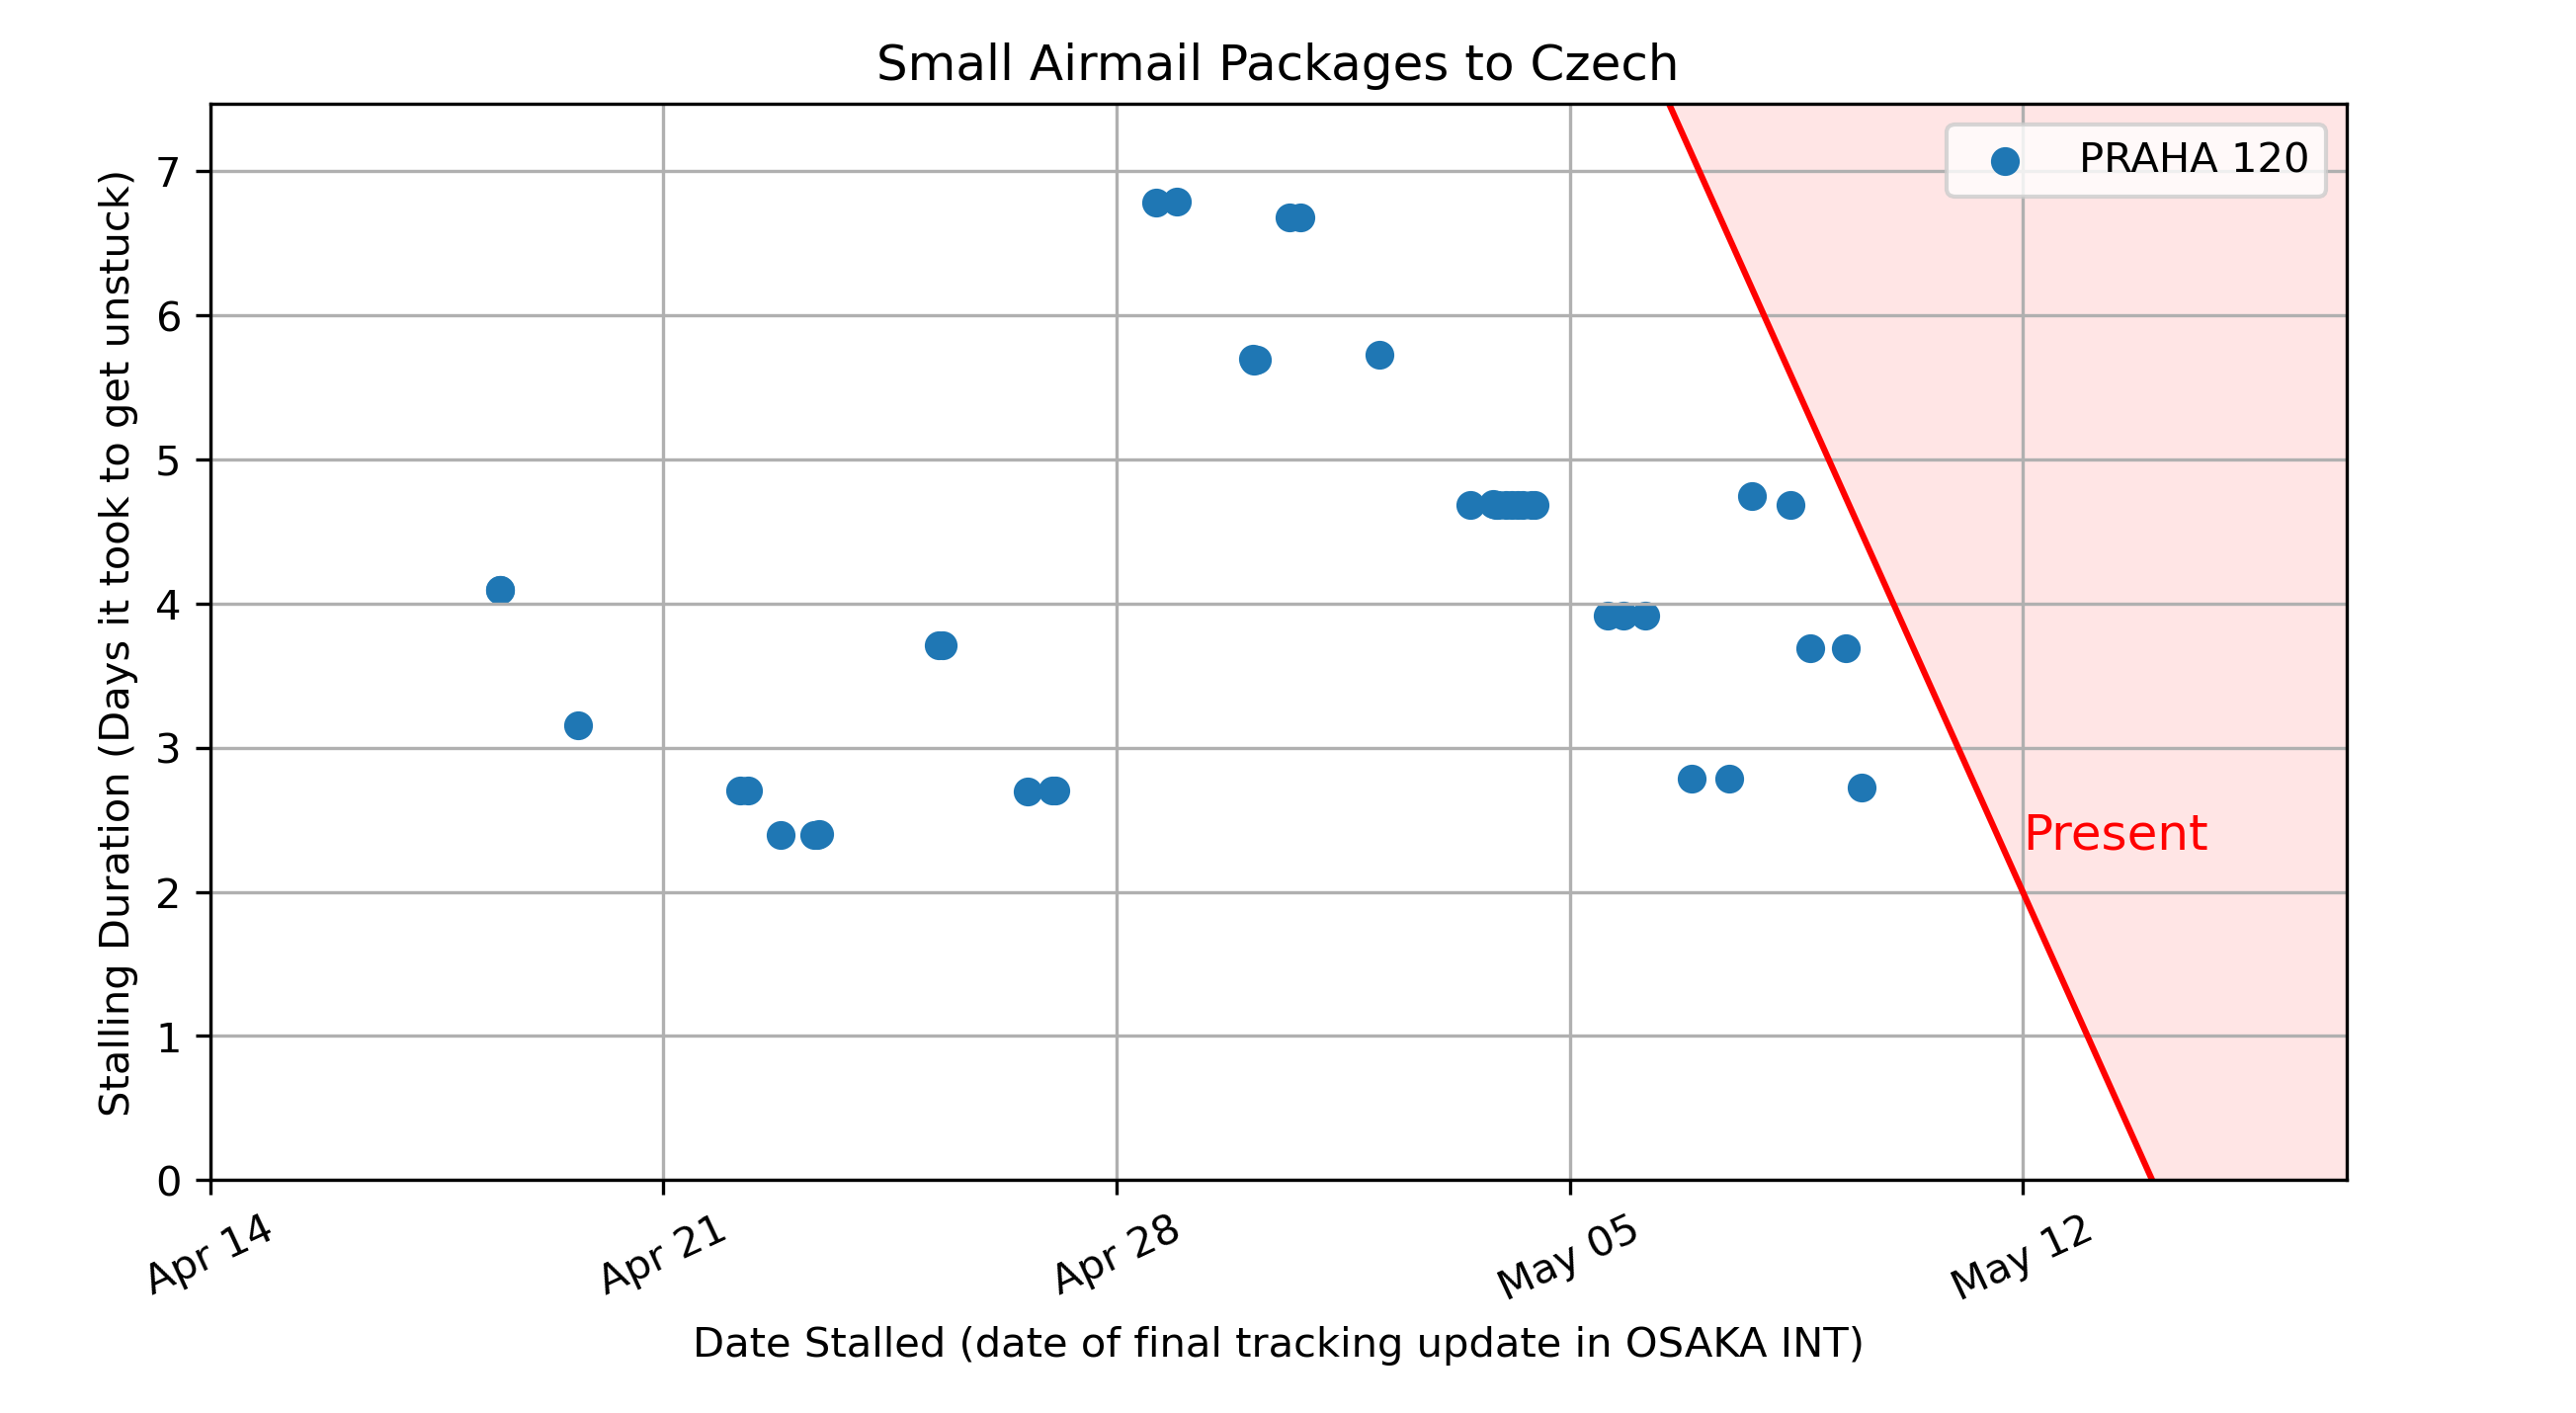 Small Airmail Packages to Czech
PRAHA 120
Stalling Duration (Days it took to get unstuck)
7
6
5
4
3
2
1
0
Present
Apr 14
Apr 21
Apr 28
May 05
May 12
Date Stalled (date of final tracking update in OSAKA INT)